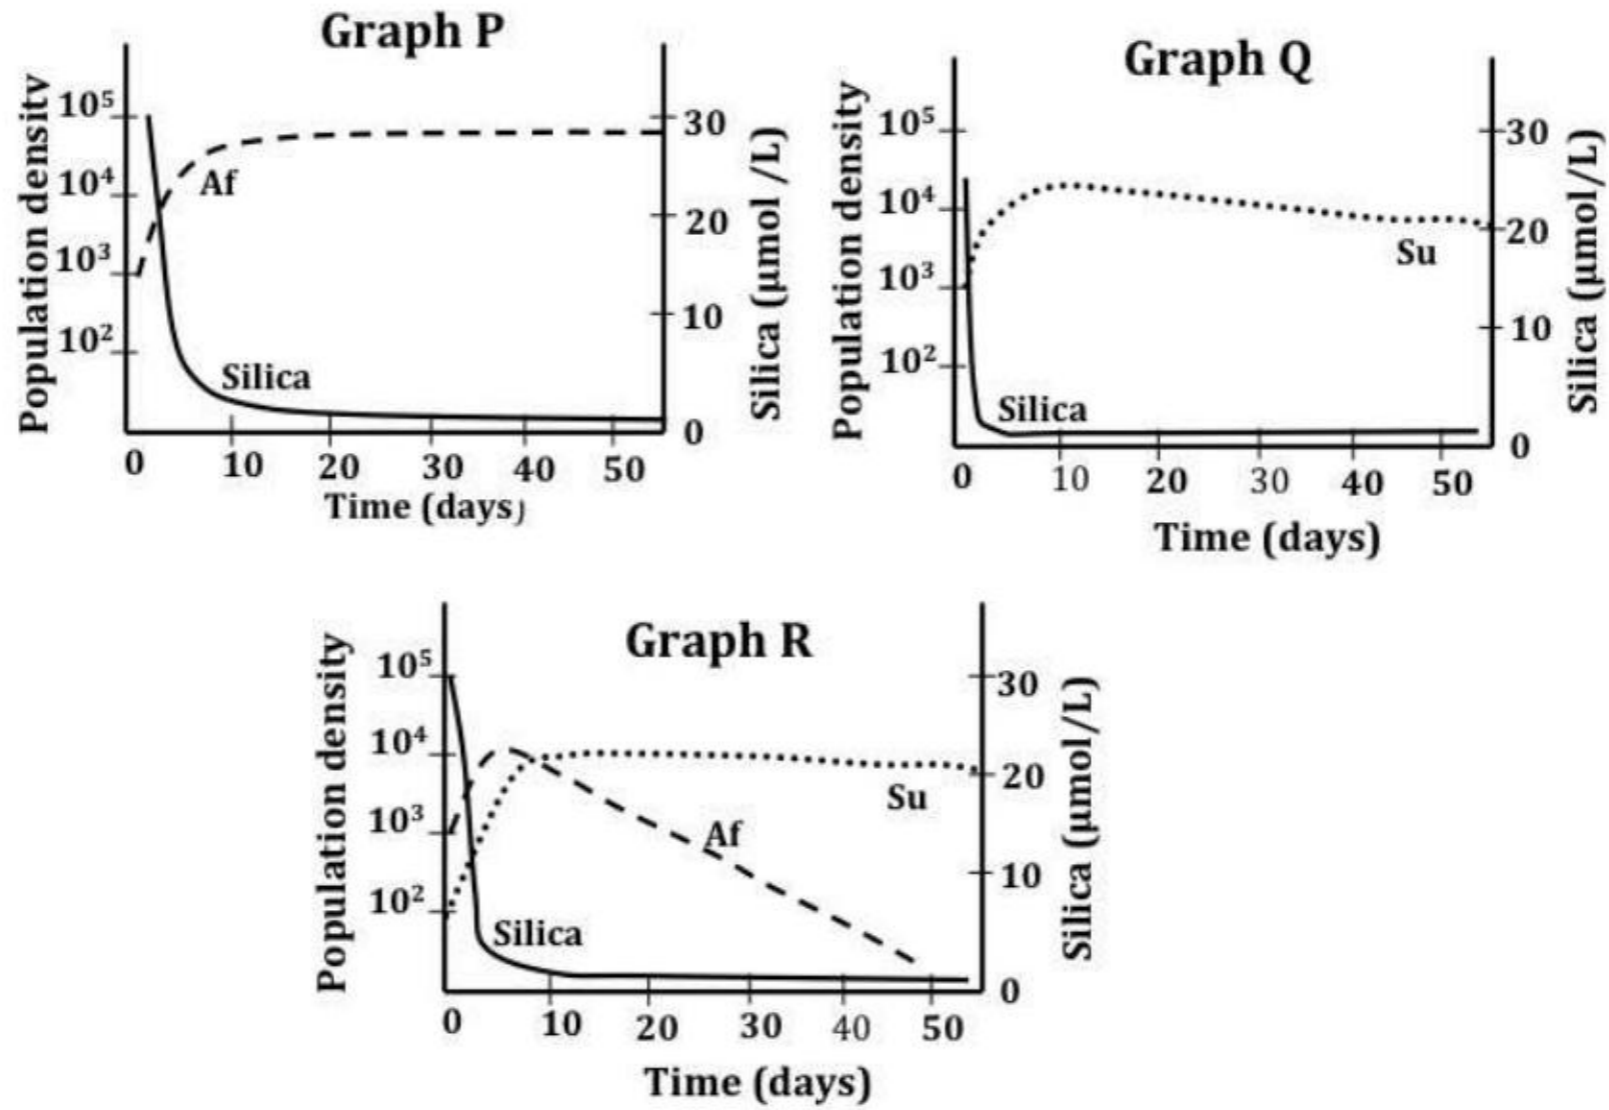 Graph P
Population density
10⁵
10⁴
10³
10²
Af
Silica
30
20
10
0
Silica (µmol /L)
0 10 20 30 40 50
Time (days)
Graph Q
Population density
10⁵
10⁴
10³
10²
Su
Silica
30
20
10
0
Silica (µmol/L)
0 10 20 30 40 50
Time (days)
Graph R
Population density
10⁵
10⁴
10³
10²
Su
Af
Silica
30
20
10
0
Silica (µmol/L)
0 10 20 30 40 50
Time (days)